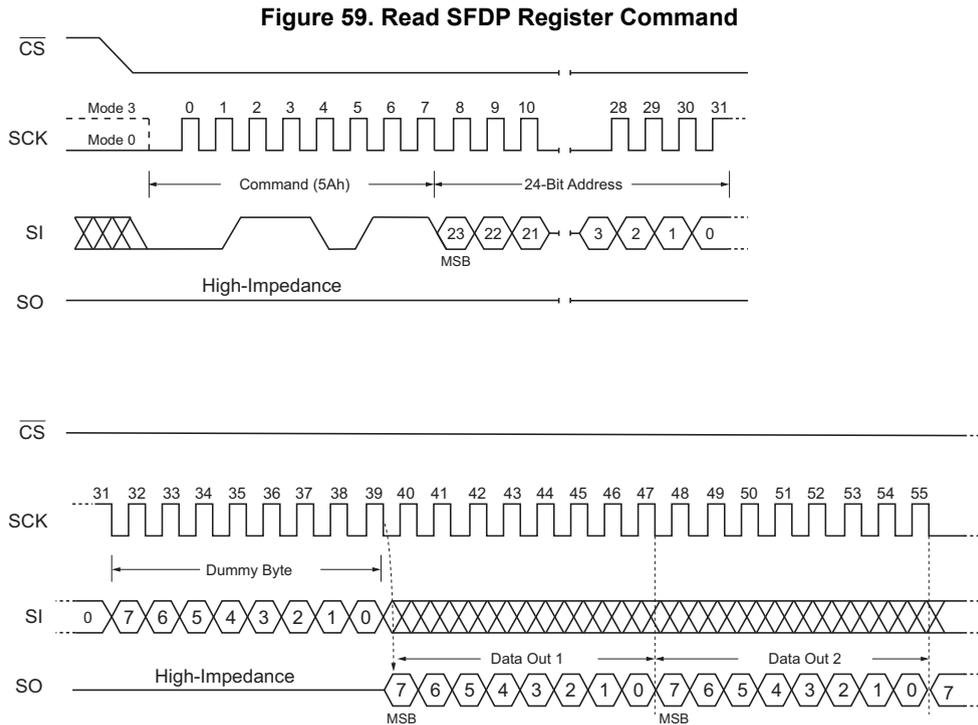 Figure 59. Read SFDP Register Command
CS
Mode 3
0 1 2 3 4 5 6 7 8 9 10 28 29 30 31
SCK
Mode 0
Command (5Ah) 24-Bit Address
SI 23 22 21 3 2 1 0
MSB
High-Impedance
SO
CS
31 32 33 34 35 36 37 38 39 40 41 42 43 44 45 46 47 48 49 50 51 52 53 54 55
SCK
Dummy Byte
SI 0 7 6 5 4 3 2 1 0
Data Out 1 Data Out 2
High-Impedance
SO 7 6 5 4 3 2 1 0 7 6 5 4 3 2 1 0 7
MSB MSB